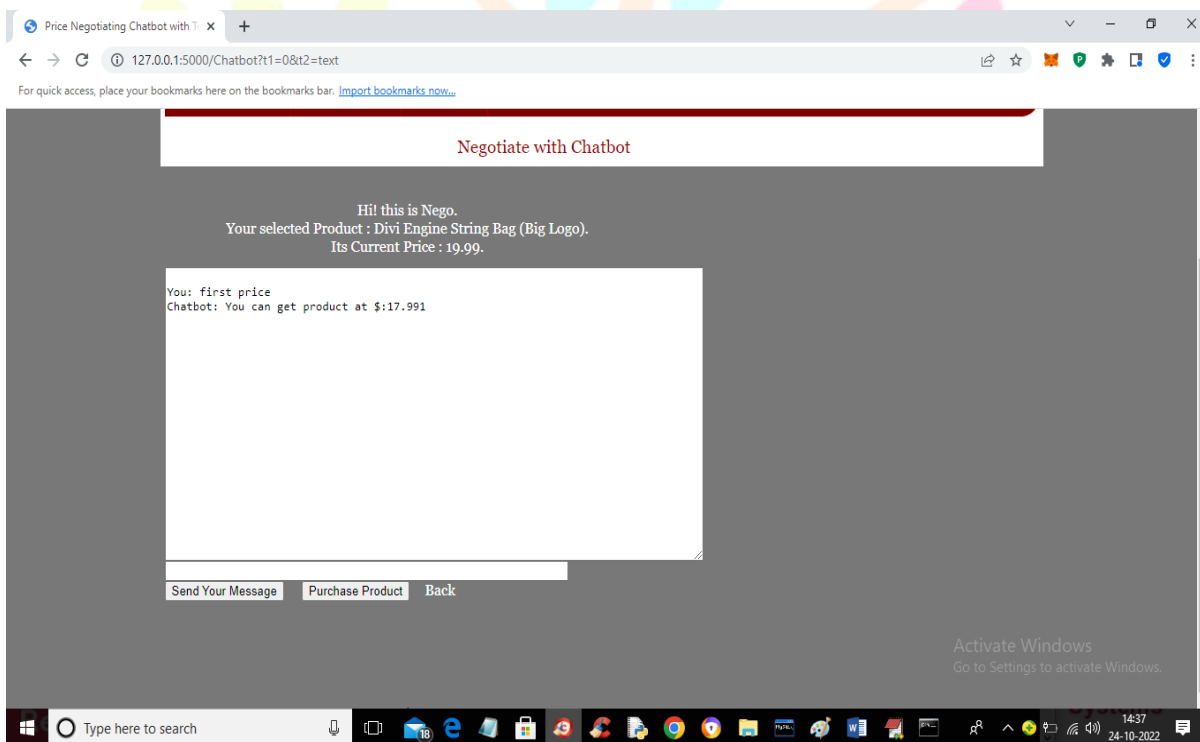 Price Negotiating Chatbot with T
127.0.0.1:5000/Chatbot?t1=0&t2=text
For quick access, place your bookmarks here on the bookmarks bar. Import bookmarks now...
Negotiate with Chatbot
Hi! this is Nego.
Your selected Product : Divi Engine String Bag (Big Logo).
Its Current Price : 19.99.
You: first price
Chatbot: You can get product at $:17.991
Send Your Message Purchase Product Back
Activate Windows
Go to Settings to activate Windows.
Type here to search
18
14:37
24-10-2022